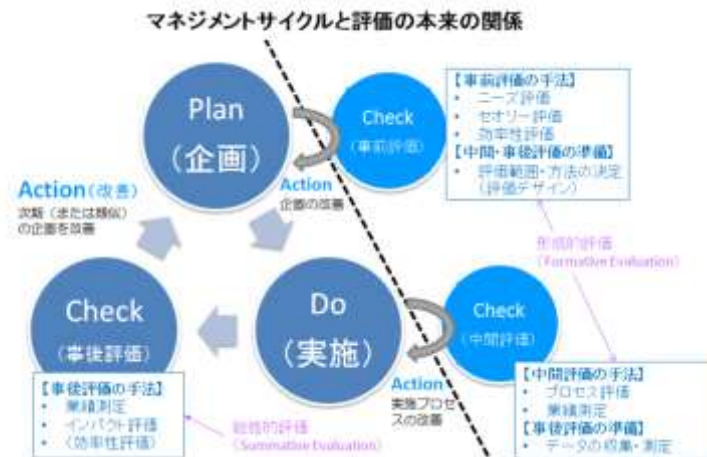 マネジメントサイクルと評価の本来の関係
Plan
(企画)
Check
(事前評価)
【事前評価の手法】
• ニーズ評価
• セオリー評価
• 効率性評価
【中間・事後評価の準備】
• 評価範囲・方法の決定
(評価デザイン)
Action
企画の改善
Action(改善)
次期(または類似)
の企画を改善
形成的評価
(Formative Evaluation)
Check
(事後評価)
Do
(実施)
Check
(中間評価)
【事後評価の手法】
• 業績測定
• インパクト評価
• (効率性評価)
Action
実施プロセ
スの改善
【中間評価の手法】
• プロセス評価
• 業績測定
【事後評価の準備】
• データの収集・測定
総括的評価
(Summative Evaluation)